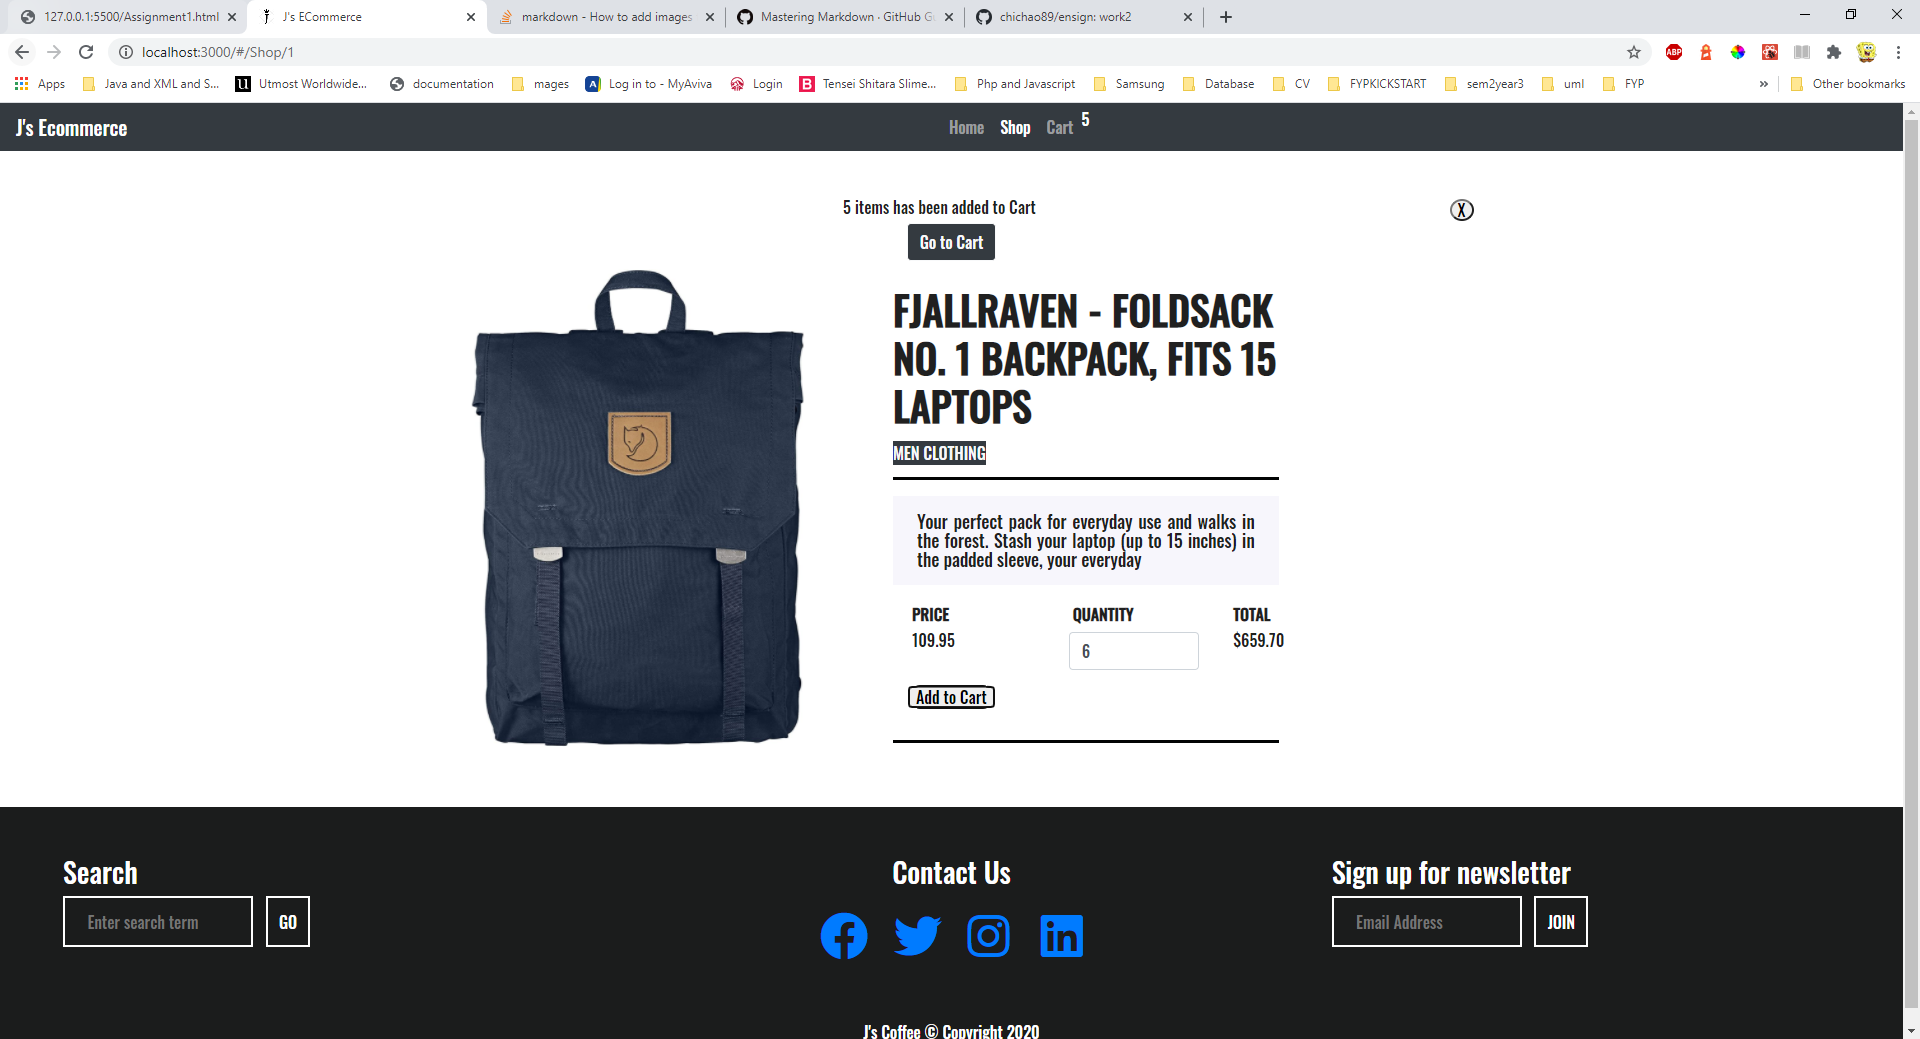 127.0.0.1:5500/Assignment1.html
J's ECommerce
markdown - How to add images
Mastering Markdown · GitHub G
chichao89/ensign: work2
localhost:3000/#/Shop/1
ABP
Apps
Java and XML and S...
Utmost Worldwide...
documentation
mages
Log in to - MyAviva
Login
Tensei Shitara Slime...
Php and Javascript
Samsung
Database
CV
FYPKICKSTART
sem2year3
uml
FYP
»
Other bookmarks
J's Ecommerce
Home
Shop
Cart
5
5 items has been added to Cart
X
Go to Cart
FJALLRAVEN - FOLDSACK
NO. 1 BACKPACK, FITS 15
LAPTOPS
MEN CLOTHING
Your perfect pack for everyday use and walks in
the forest. Stash your laptop (up to 15 inches) in
the padded sleeve, your everyday
PRICE
QUANTITY
TOTAL
109.95
6
$659.70
Add to Cart
Search
Contact Us
Sign up for newsletter
Enter search term
GO
Email Address
JOIN
J's Coffee © Copyright 2020